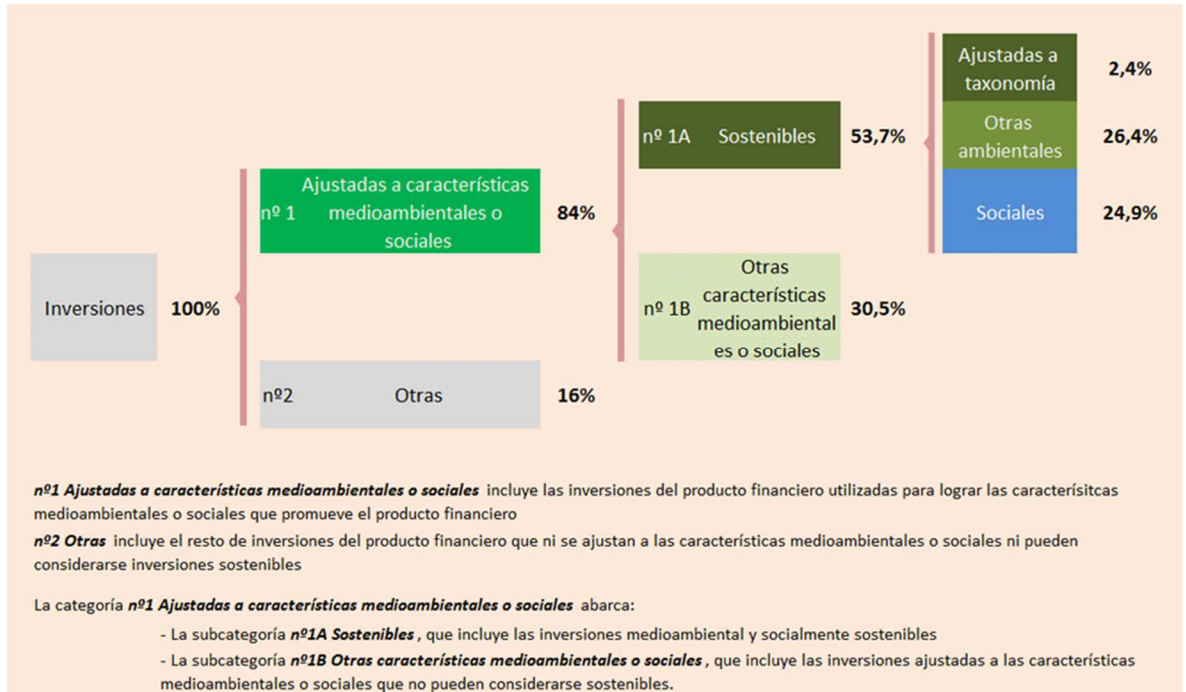 Ajustadas a
taxonomía
2,4%
nº 1A Sostenibles 53,7%
Otras
ambientales
26,4%
nº 1
Ajustadas a características
medioambientales o
sociales
84%
Sociales 24,9%
Inversiones 100%
nº 1B
Otras
características
medioambiental
es o sociales
30,5%
nº2 Otras 16%
nº1 Ajustadas a características medioambientales o sociales incluye las inversiones del producto financiero utilizadas para lograr las caracterísitcas
medioambientales o sociales que promueve el producto financiero
nº2 Otras incluye el resto de inversiones del producto financiero que ni se ajustan a las características medioambientales o sociales ni pueden
considerarse inversiones sostenibles
La categoría nº1 Ajustadas a características medioambientales o sociales abarca:
- La subcategoría nº1A Sostenibles, que incluye las inversiones medioambiental y socialmente sostenibles
- La subcategoría nº1B Otras características medioambientales o sociales, que incluye las inversiones ajustadas a las características
medioambientales o sociales que no pueden considerarse sostenibles.